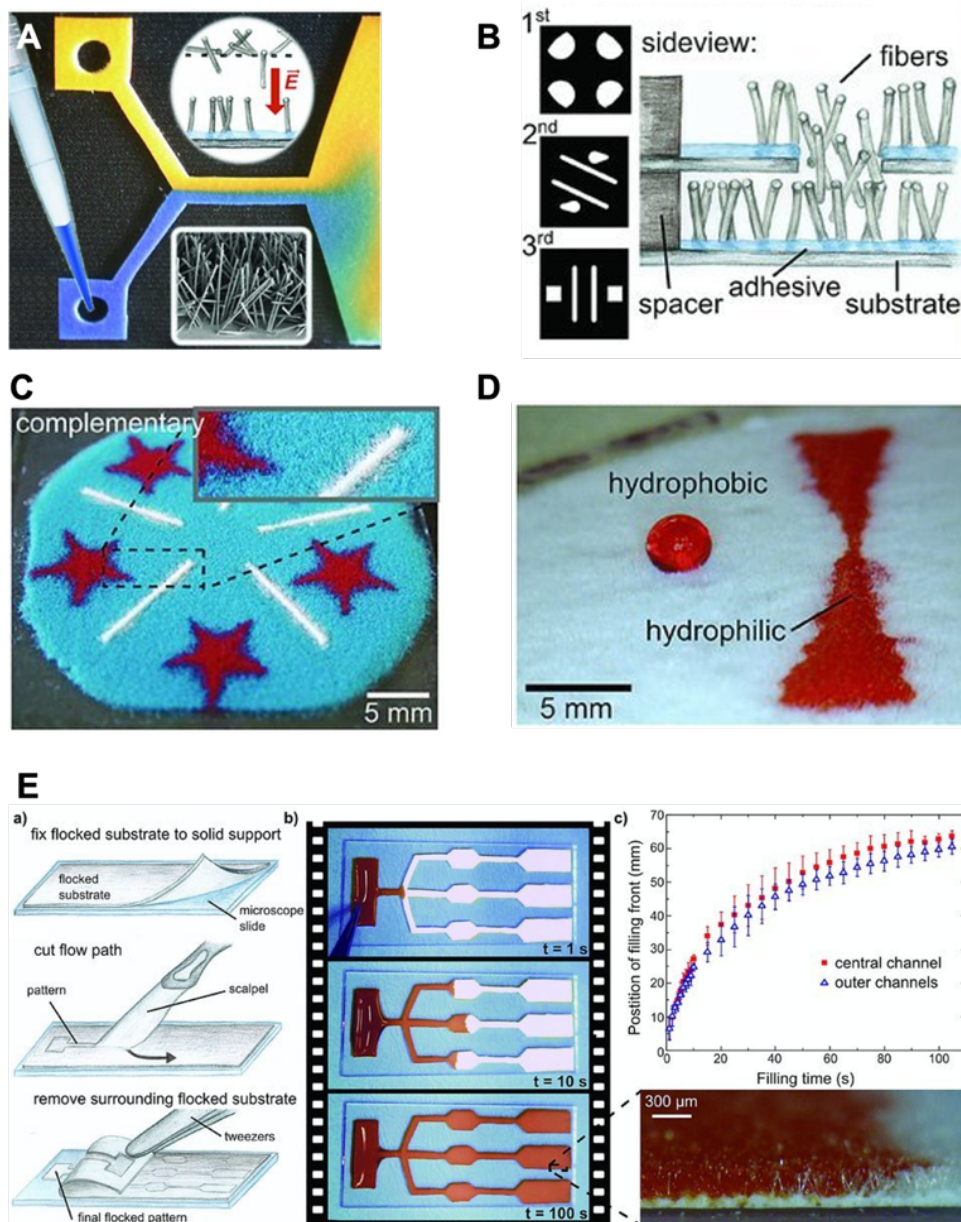 A
E
B
1st
2nd
3rd
sideview:
fibers
spacer
adhesive
substrate
C
complementary
5 mm
D
hydrophobic
hydrophilic
5 mm
E
a)
fix flocked substrate to solid support
flocked
substrate
microscope
slide
cut flow path
pattern
scalpel
remove surrounding flocked substrate
tweezers
final flocked pattern
b)
t = 1 s
t = 10 s
t = 100 s
c)
Postition of filling front (mm)
70
60
50
40
30
20
10
0
central channel
outer channels
0 20 40 60 80 100
Filling time (s)
300 µm